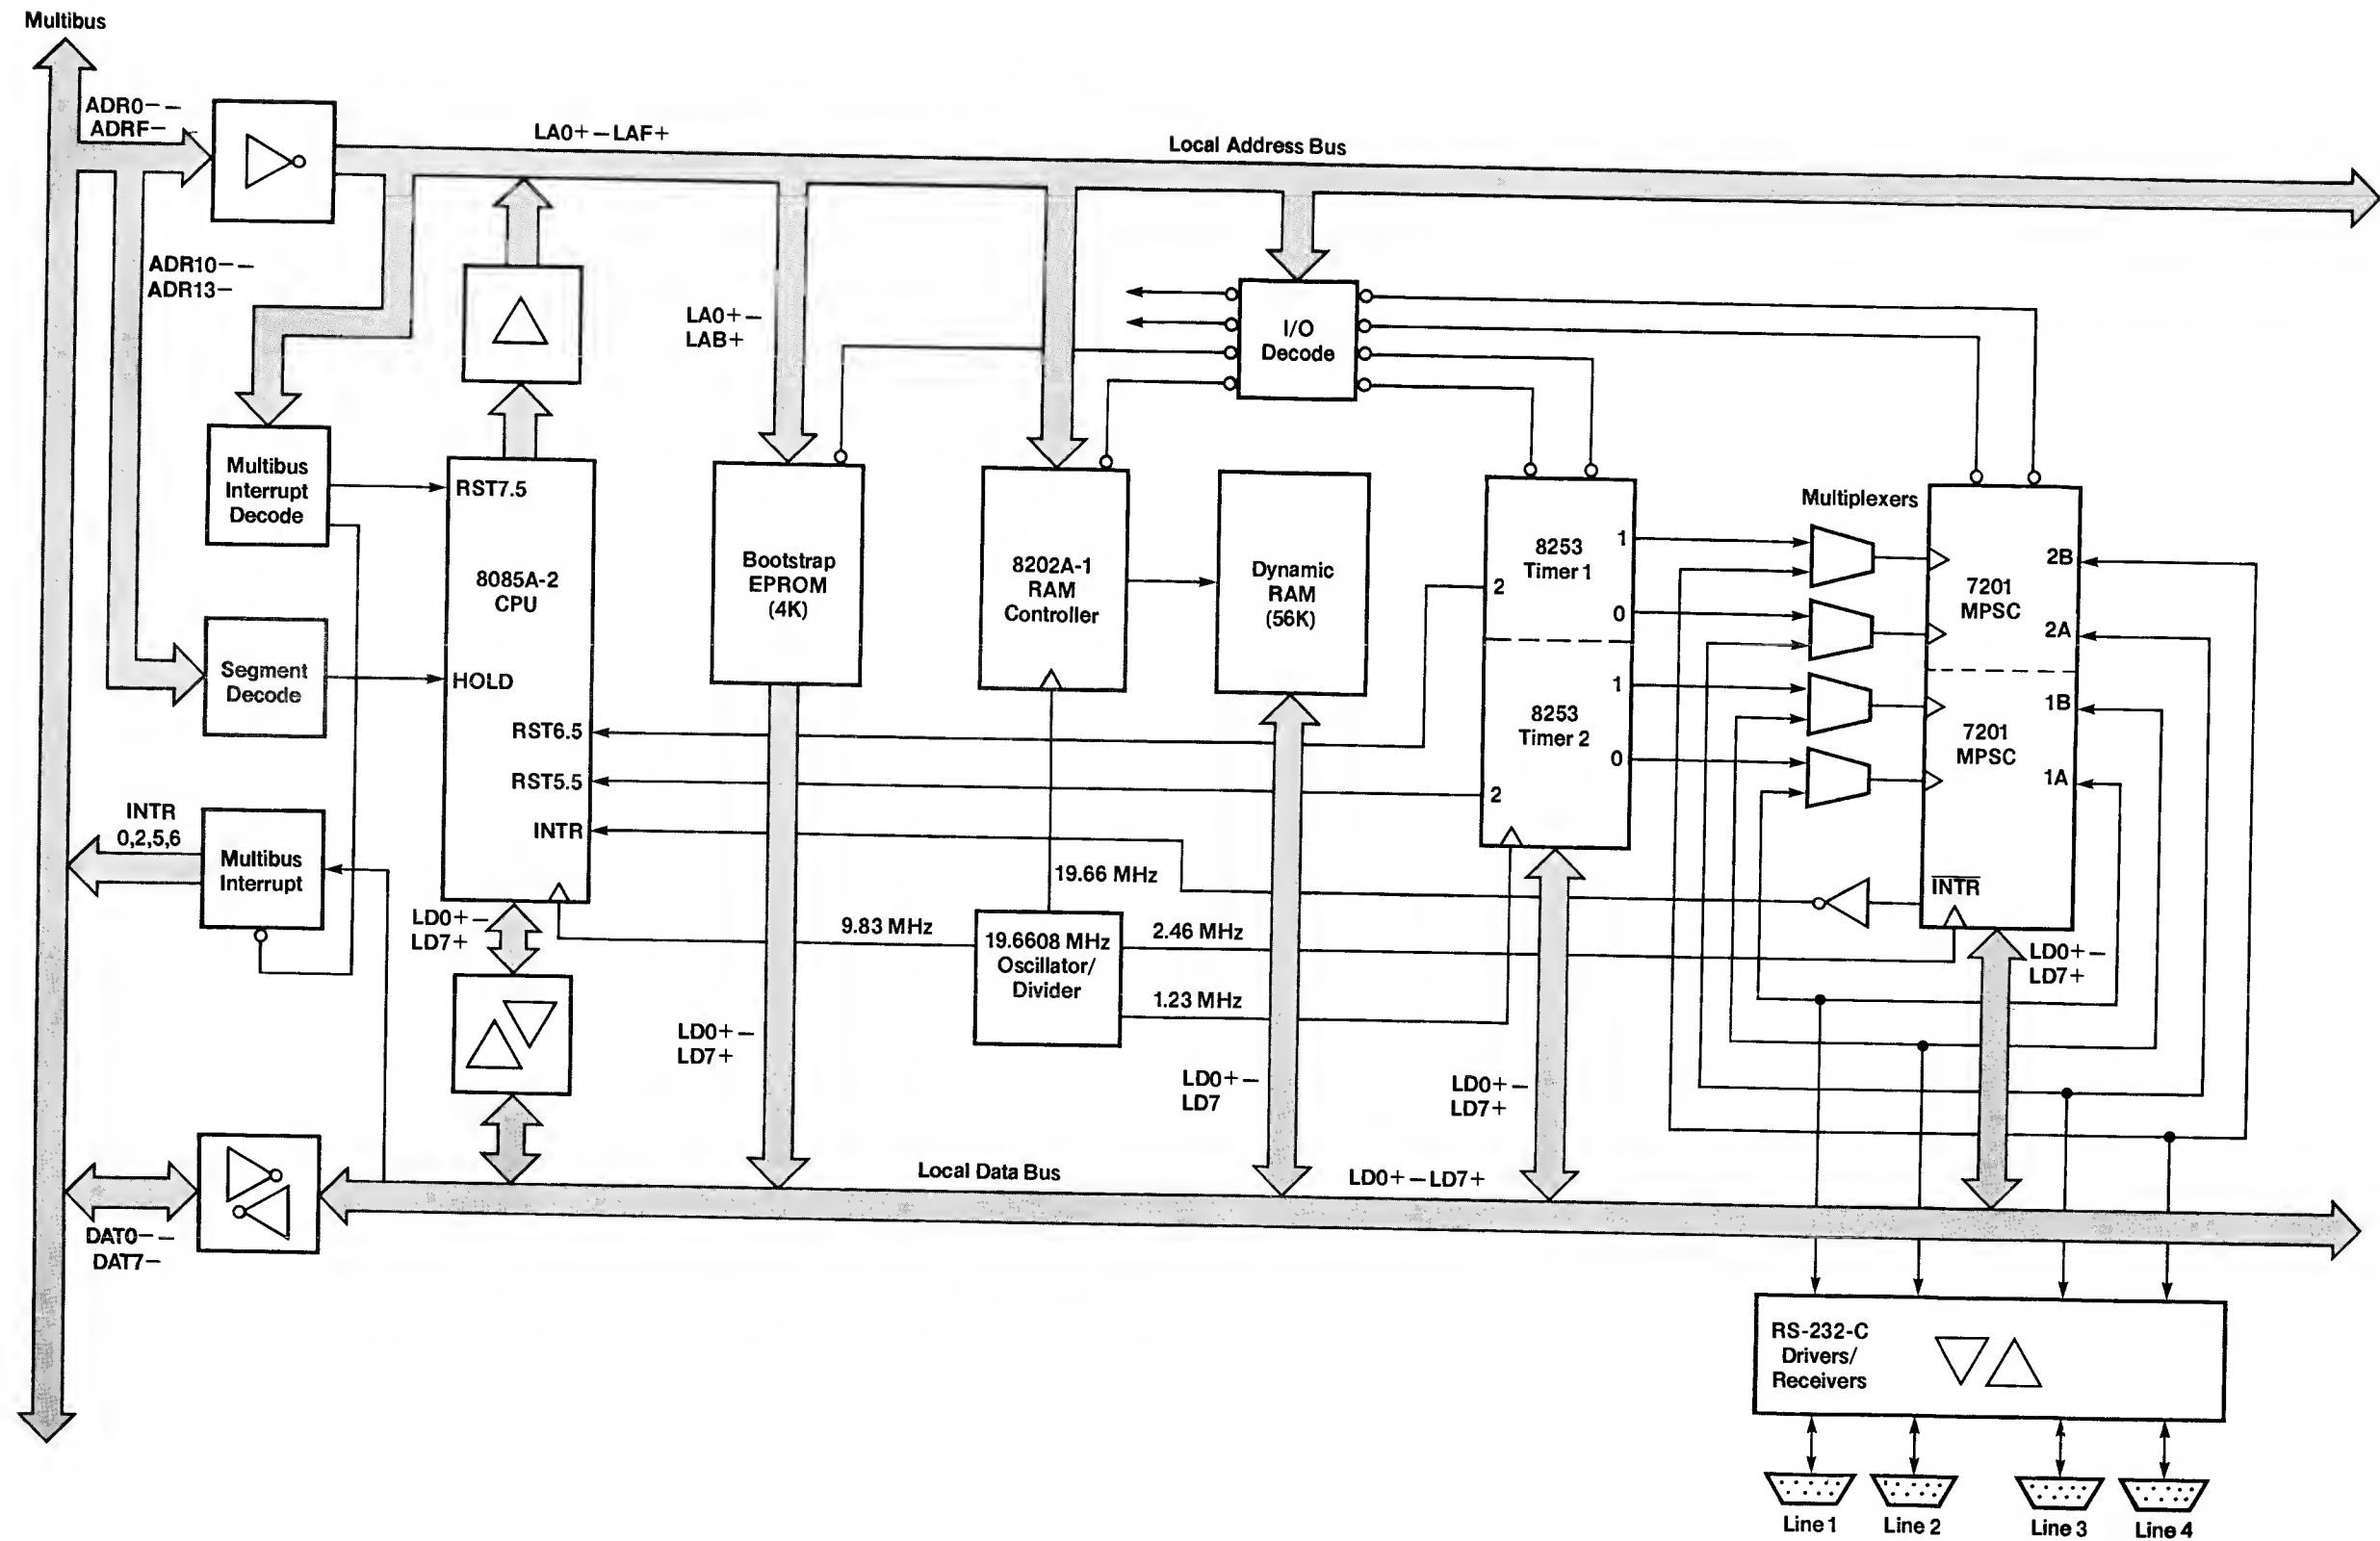 Multibus
ADR0− −
ADRF−
LA0+−LAF+
Local Address Bus
ADR10− −
ADR13−
LA0+−
LAB+
I/O
Decode
Multibus
Interrupt
Decode
RST7.5
8085A-2
CPU
HOLD
RST6.5
RST5.5
INTR
Segment
Decode
Bootstrap
EPROM
(4K)
8202A-1
RAM
Controller
Dynamic
RAM
(56K)
8253
Timer 1
1
2
0
8253
Timer 2
1
0
2
Multiplexers
7201
MPSC
2B
2A
7201
MPSC
1B
1A
INTR
INTR
0,2,5,6
Multibus
Interrupt
LD0+−
LD7+
9.83 MHz
19.66 MHz
19.6608 MHz
Oscillator/
Divider
2.46 MHz
1.23 MHz
LD0+−
LD7+
LD0+−
LD7+
LD0+−
LD7
LD0+−
LD7+
Local Data Bus
LD0+−LD7+
DAT0− −
DAT7−
RS-232-C
Drivers/
Receivers
Line 1
Line 2
Line 3
Line 4